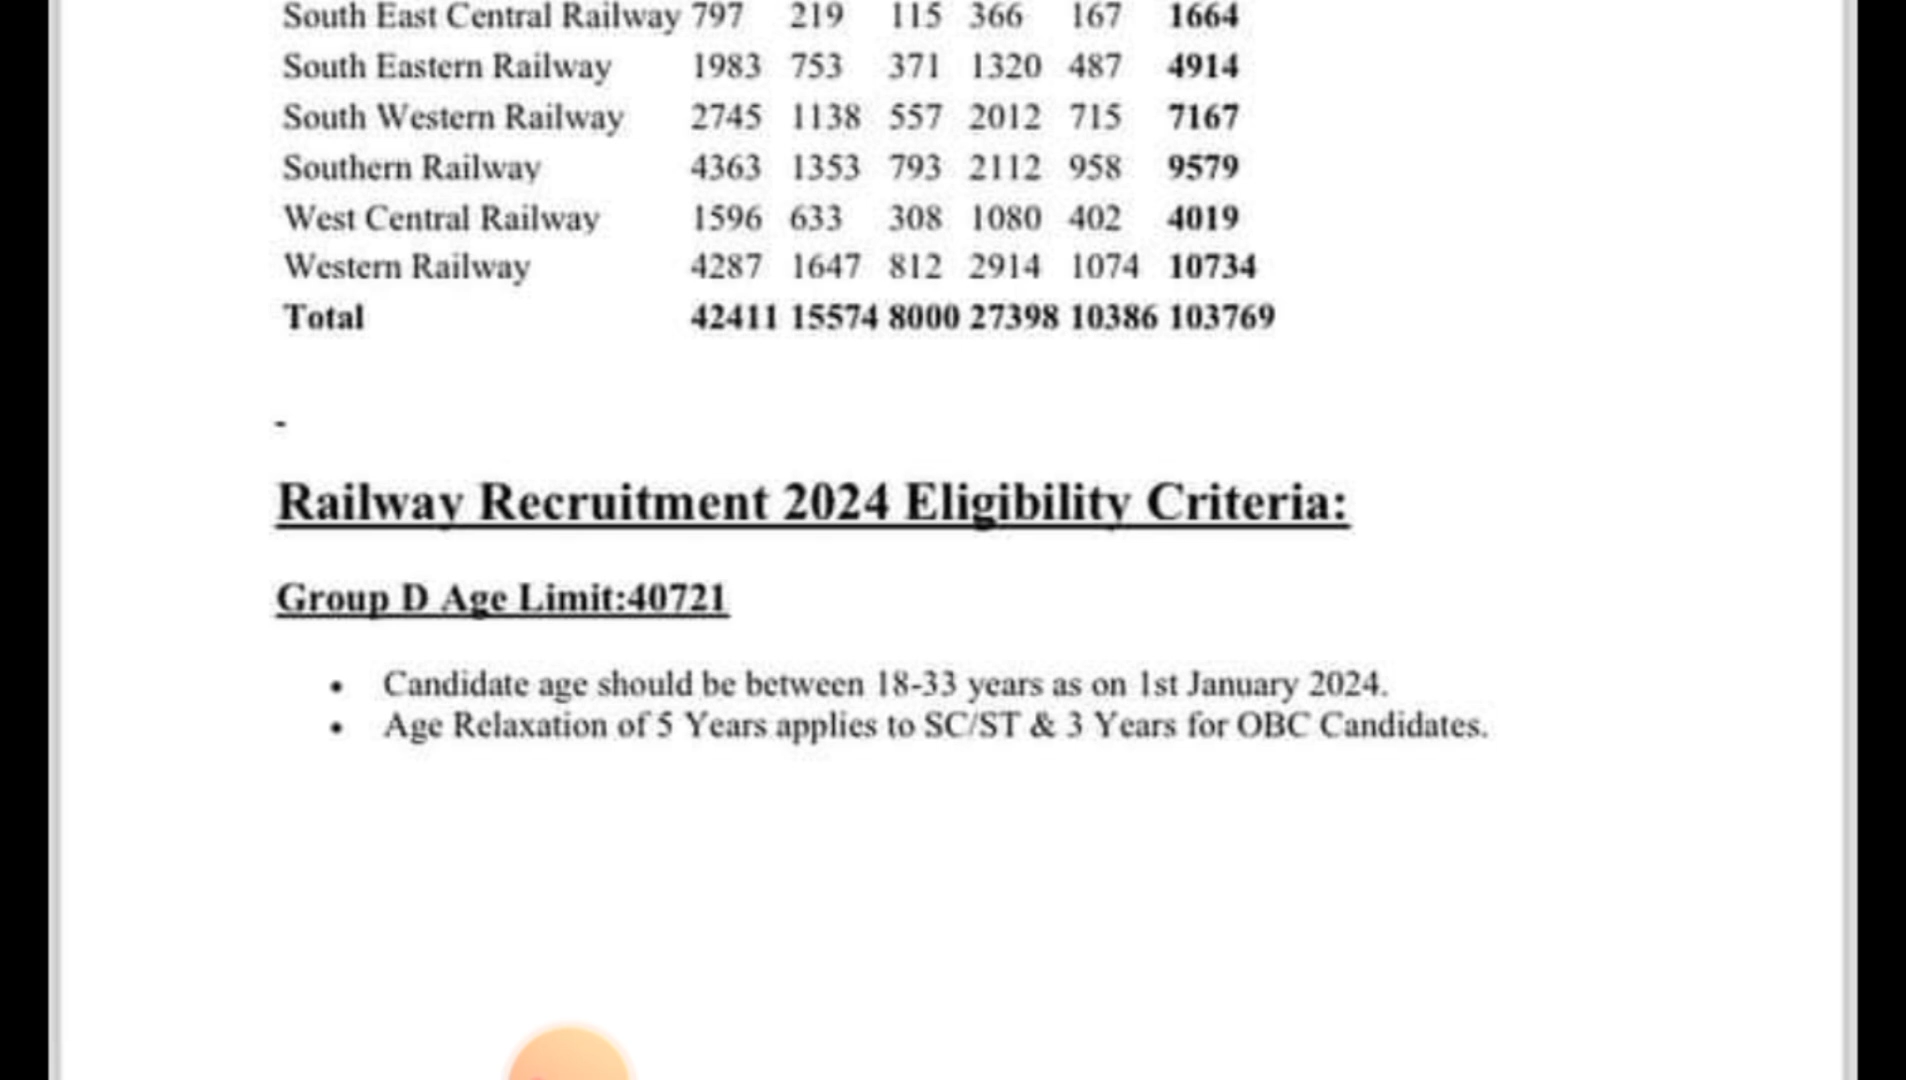 South East Central Railway 797 219 115 366 167 1664
South Eastern Railway 1983 753 371 1320 487 4914
South Western Railway 2745 1138 557 2012 715 7167
Southern Railway 4363 1353 793 2112 958 9579
West Central Railway 1596 633 308 1080 402 4019
Western Railway 4287 1647 812 2914 1074 10734
Total 42411 15574 8000 27398 10386 103769
-
Railway Recruitment 2024 Eligibility Criteria:
Group D Age Limit:40721
• Candidate age should be between 18-33 years as on 1st January 2024.
• Age Relaxation of 5 Years applies to SC/ST & 3 Years for OBC Candidates.